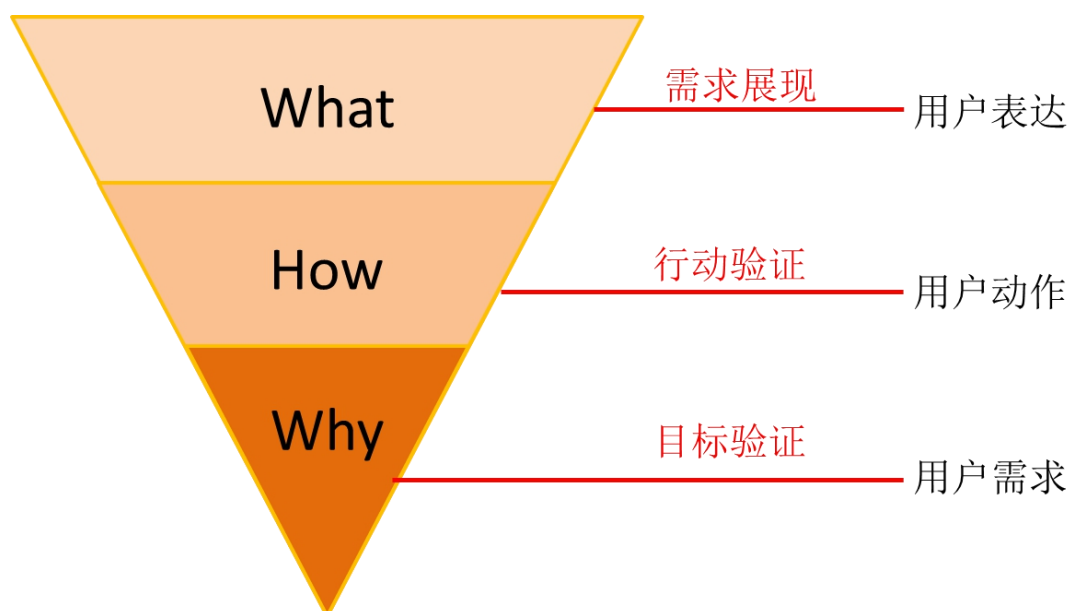 What
需求展现
用户表达
How
行动验证
用户动作
Why
目标验证
用户需求